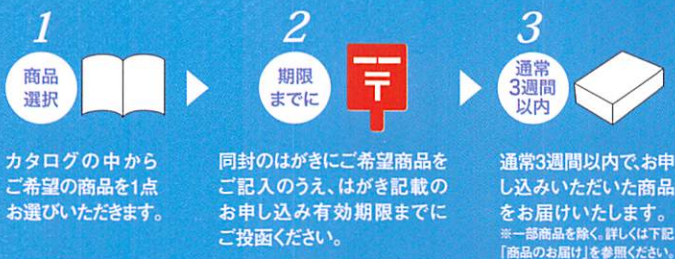 1
商品
選択
カタログの中から
ご希望の商品を1点
お選びいただきます。
2
期限
までに
〒
同封のはがきにご希望商品を
ご記入のうえ、はがき記載の
お申し込み有効期限までに
ご投函ください。
3
通常
3週間
以内
通常3週間以内で、お申
し込みいただいた商品
をお届けいたします。
※一部商品を除く。詳しくは下記
「商品のお届け」を参照ください。